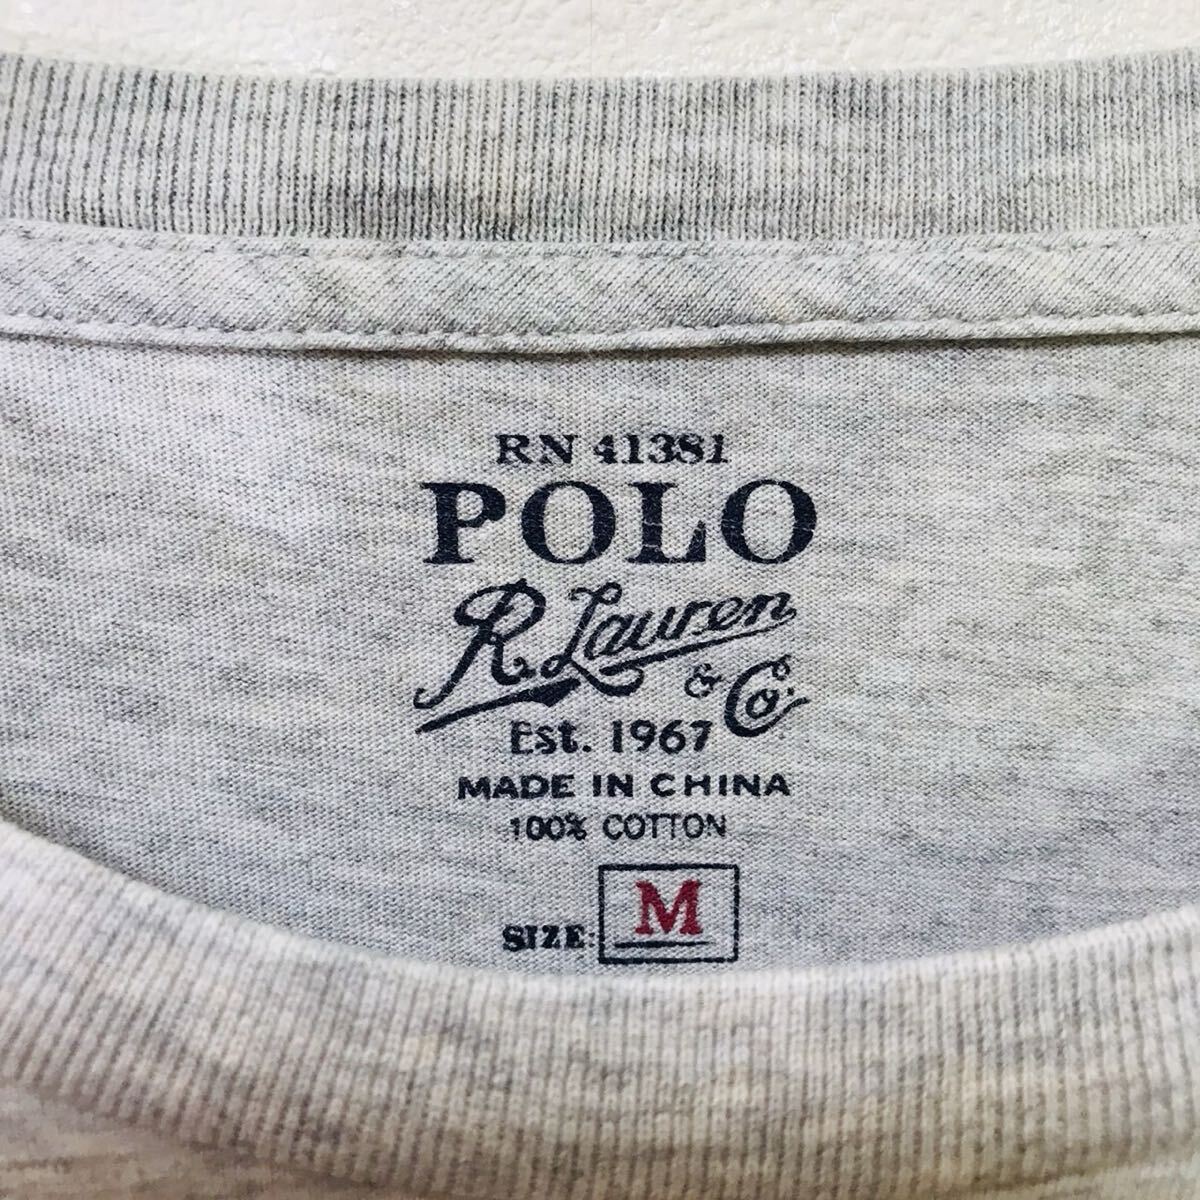 RN 41381
POLO
R. Lauren
& Co.
Est. 1967
MADE IN CHINA
100% COTTON
SIZE: M